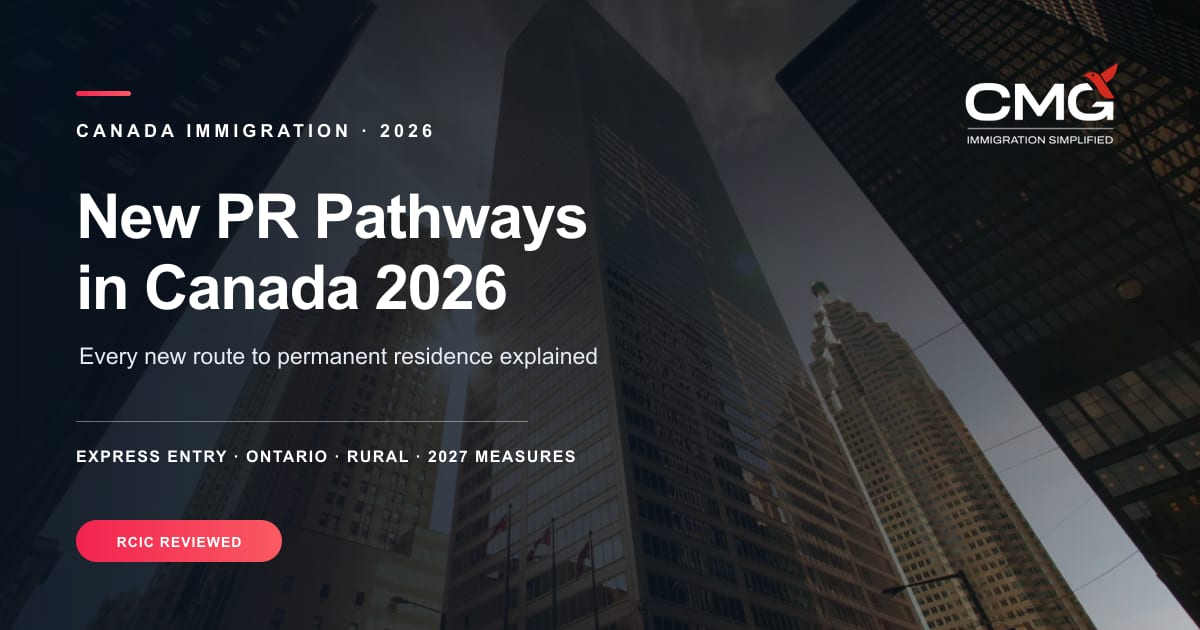 CANADA IMMIGRATION · 2026
CMG
IMMIGRATION SIMPLIFIED
New PR Pathways
in Canada 2026
Every new route to permanent residence explained
EXPRESS ENTRY · ONTARIO · RURAL · 2027 MEASURES
RCIC REVIEWED